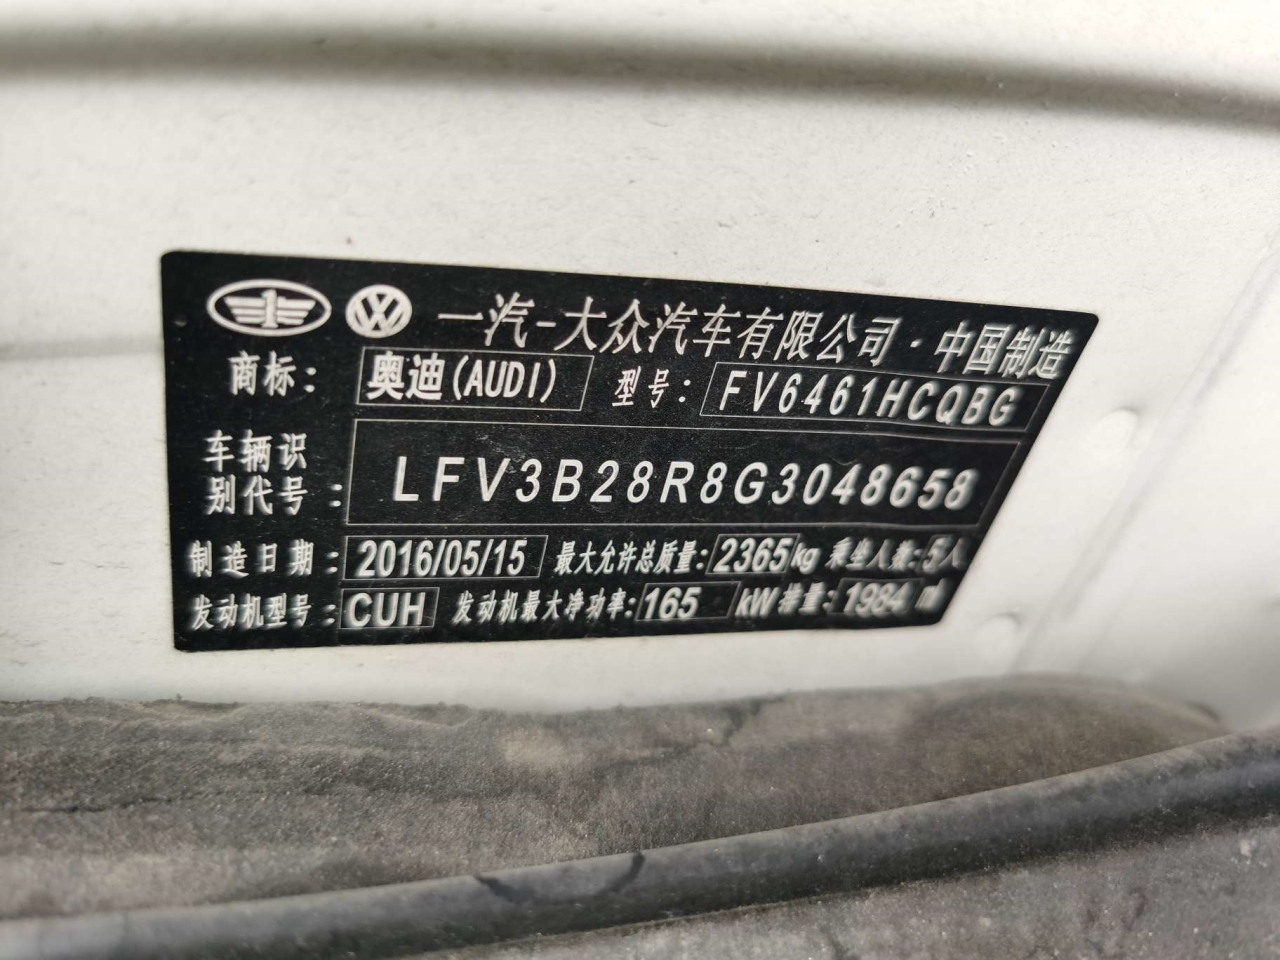 一汽-大众汽车有限公司·中国制造
商标：奥迪(AUDI) 型号：FV6461HCQBG
车辆识别代号：LFV3B28R8G3048658
制造日期：2016/05/15 最大允许总质量：2365kg 乘坐人数：5人
发动机型号：CUH 发动机最大净功率：165 kW 排量：1984 ml